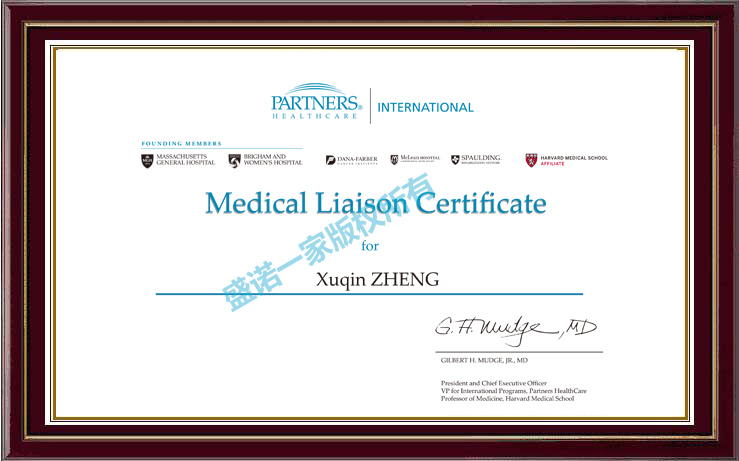 PARTNERS®
HEALTHCARE
INTERNATIONAL
FOUNDING MEMBERS
MGH
MASSACHUSETTS
GENERAL HOSPITAL
BRIGHAM AND
WOMEN'S HOSPITAL
DANA-FARBER
CANCER INSTITUTE
McLEAN HOSPITAL
SPAULDING
REHABILITATION NETWORK
HARVARD MEDICAL SCHOOL
AFFILIATE
Medical Liaison Certificate
for
Xuqin ZHENG
盛诺一家版权所有
G. H. Mudge, MD
GILBERT H. MUDGE, JR., MD
President and Chief Executive Officer
VP for International Programs, Partners HealthCare
Professor of Medicine, Harvard Medical School